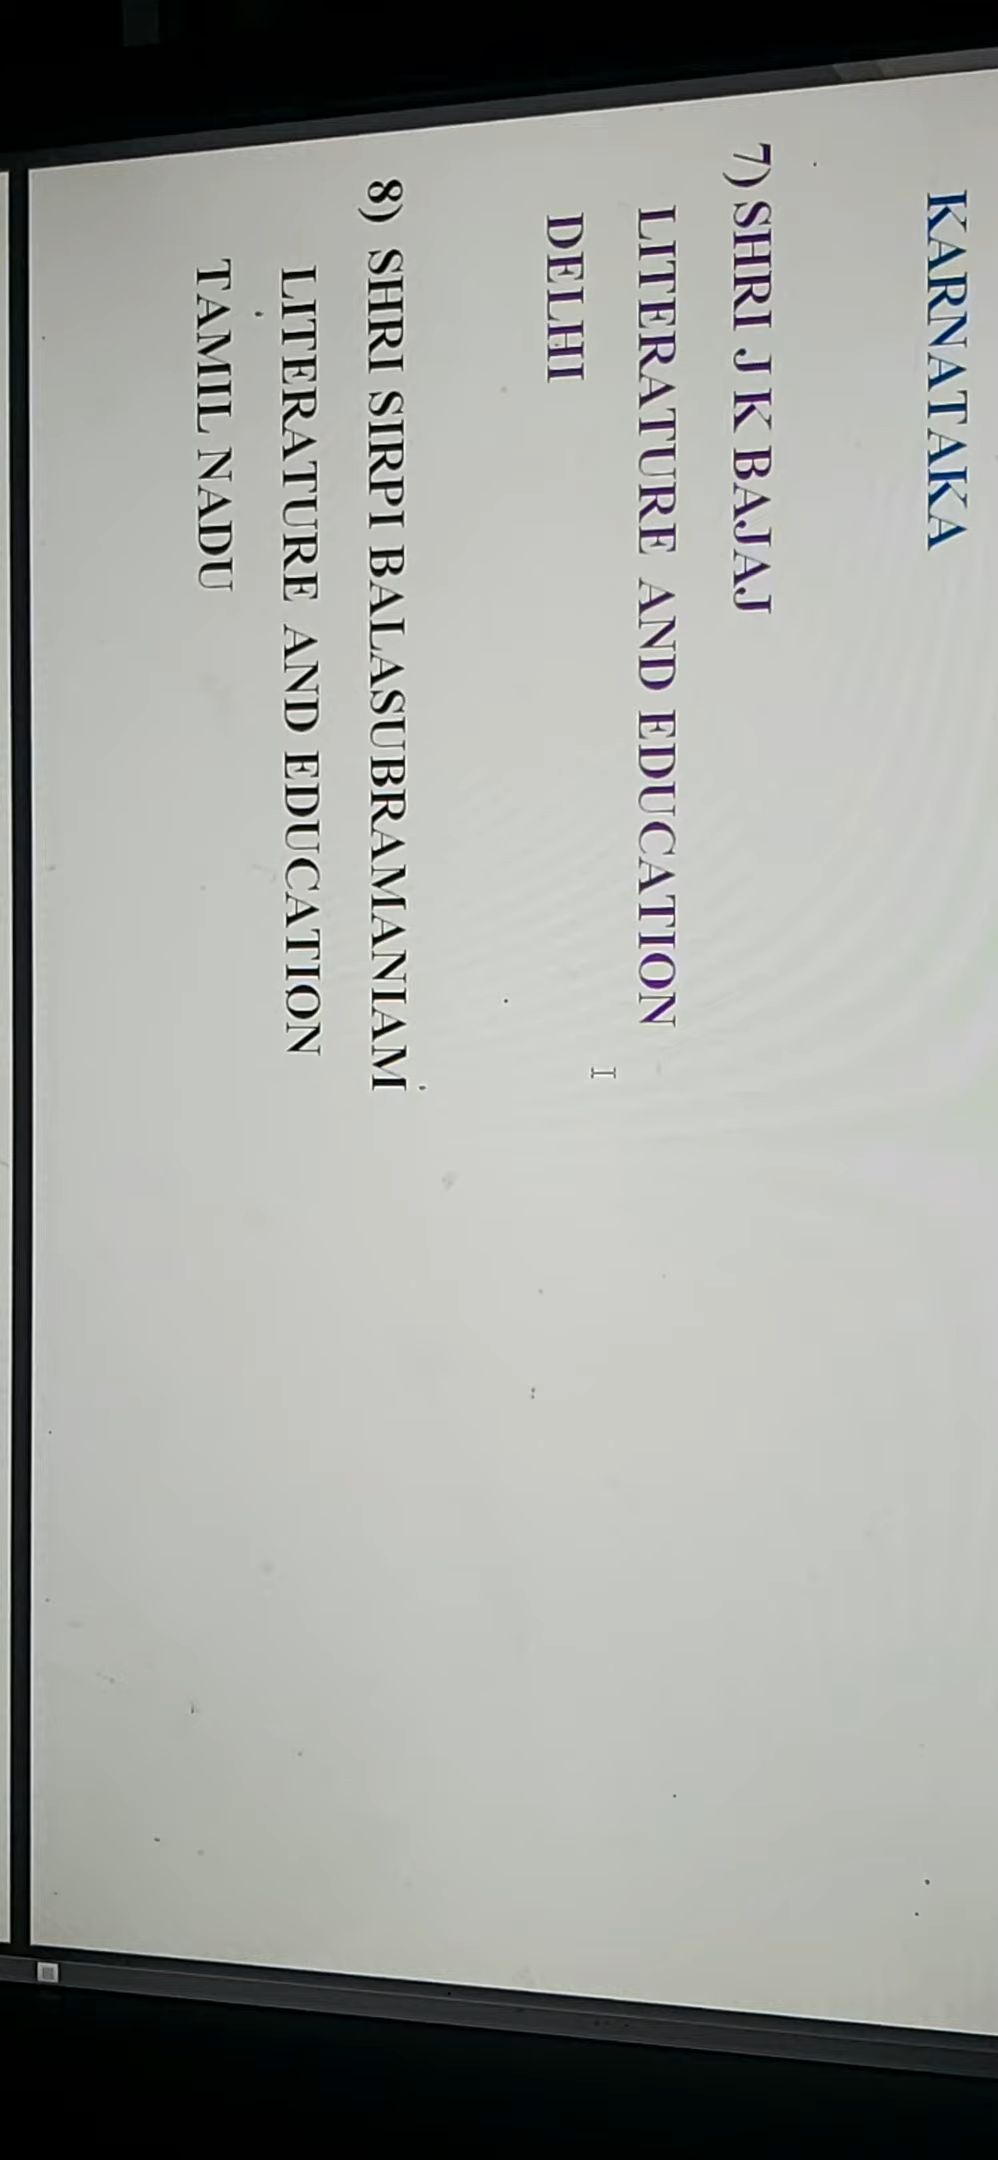 KARNATAKA
7) SHRI J K BAJAJ
LITERATURE AND EDUCATION
DELHI
8) SHRI SIRPI BALASUBRAMANIAM
LITERATURE AND EDUCATION
TAMIL NADU